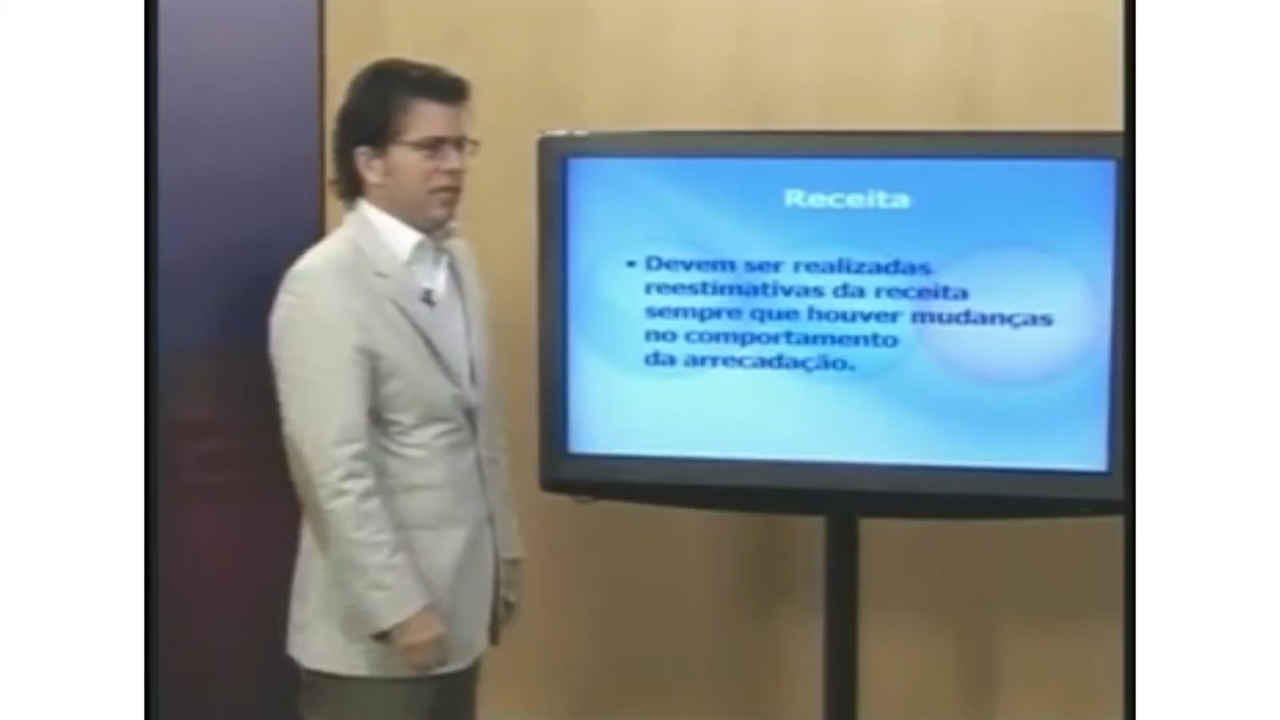 Receita
• Devem ser realizadas
reestimativas da receita
sempre que houver mudanças
no comportamento
da arrecadação.